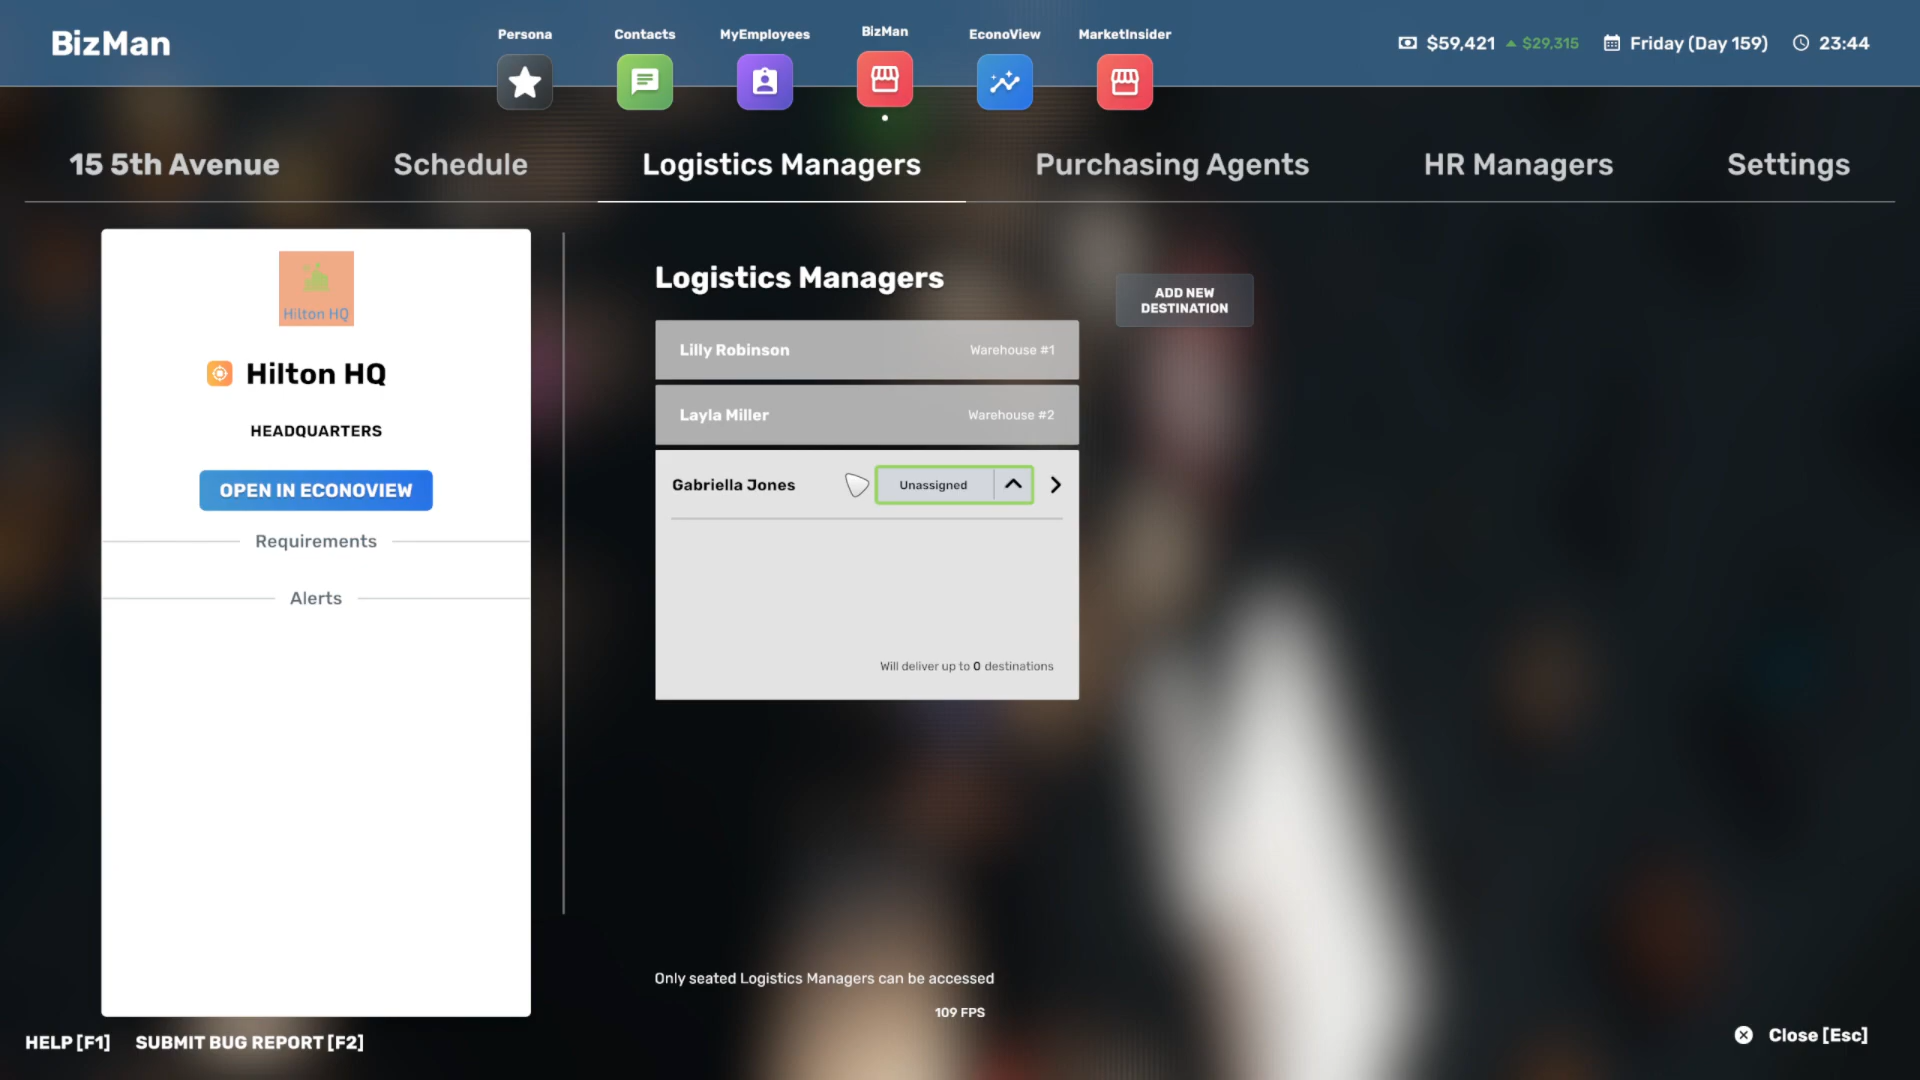 BizMan
Persona
Contacts
MyEmployees
BizMan
EconoView
MarketInsider
$59,421 $29,315 Friday (Day 159) 23:44
15 5th Avenue
Schedule
Logistics Managers
Purchasing Agents
HR Managers
Settings
Hilton HQ
Hilton HQ
HEADQUARTERS
OPEN IN ECONOVIEW
Requirements
Alerts
Logistics Managers
ADD NEW
DESTINATION
Lilly Robinson Warehouse #1
Layla Miller Warehouse #2
Gabriella Jones Unassigned
Will deliver up to 0 destinations
Only seated Logistics Managers can be accessed
109 FPS
HELP [F1] SUBMIT BUG REPORT [F2]
Close [Esc]